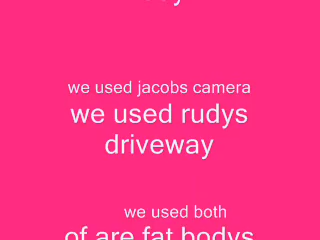 we used jacobs camera
we used rudys
driveway
we used both
of are fat bodys